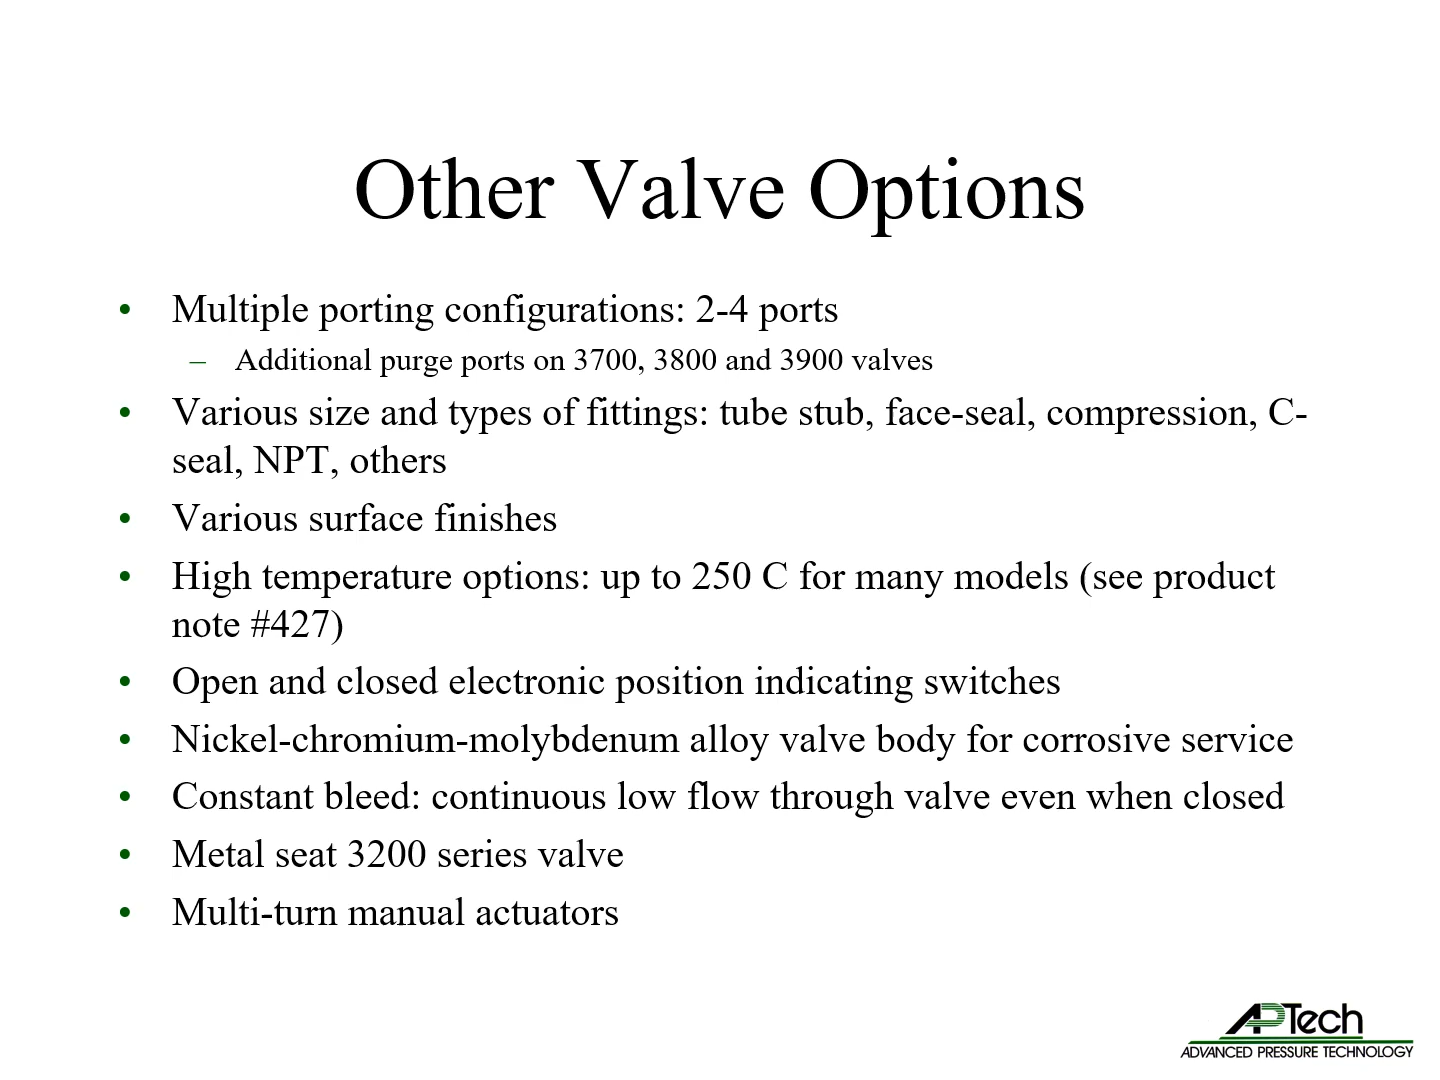 Other Valve Options
• Multiple porting configurations: 2-4 ports
– Additional purge ports on 3700, 3800 and 3900 valves
• Various size and types of fittings: tube stub, face-seal, compression, C-
seal, NPT, others
• Various surface finishes
• High temperature options: up to 250 C for many models (see product
note #427)
• Open and closed electronic position indicating switches
• Nickel-chromium-molybdenum alloy valve body for corrosive service
• Constant bleed: continuous low flow through valve even when closed
• Metal seat 3200 series valve
• Multi-turn manual actuators
APTech
ADVANCED PRESSURE TECHNOLOGY